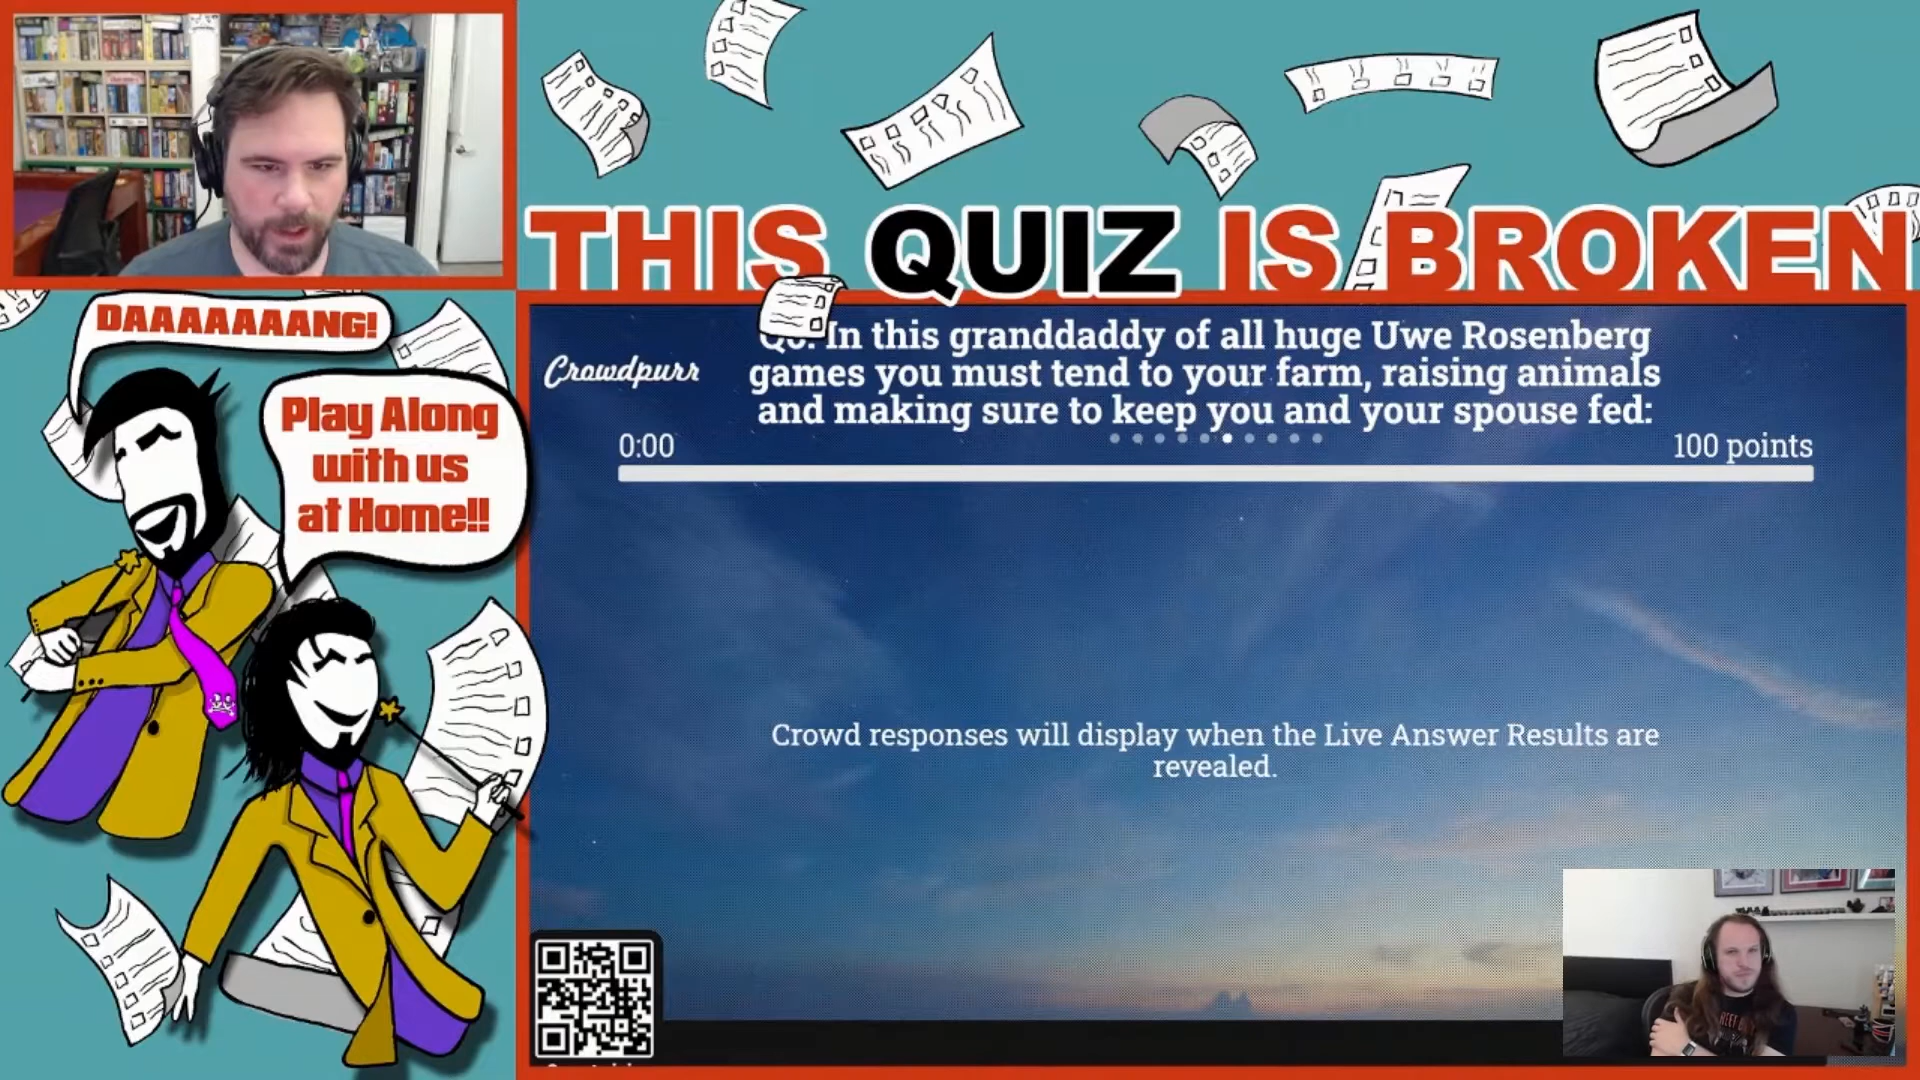 THIS QUIZ IS BROKEN
DAAAAAAAANG!
Play Along
with us
at Home!!
Crowdpurr
In this granddaddy of all huge Uwe Rosenberg
games you must tend to your farm, raising animals
and making sure to keep you and your spouse fed:
0:00
100 points
Crowd responses will display when the Live Answer Results are
revealed.